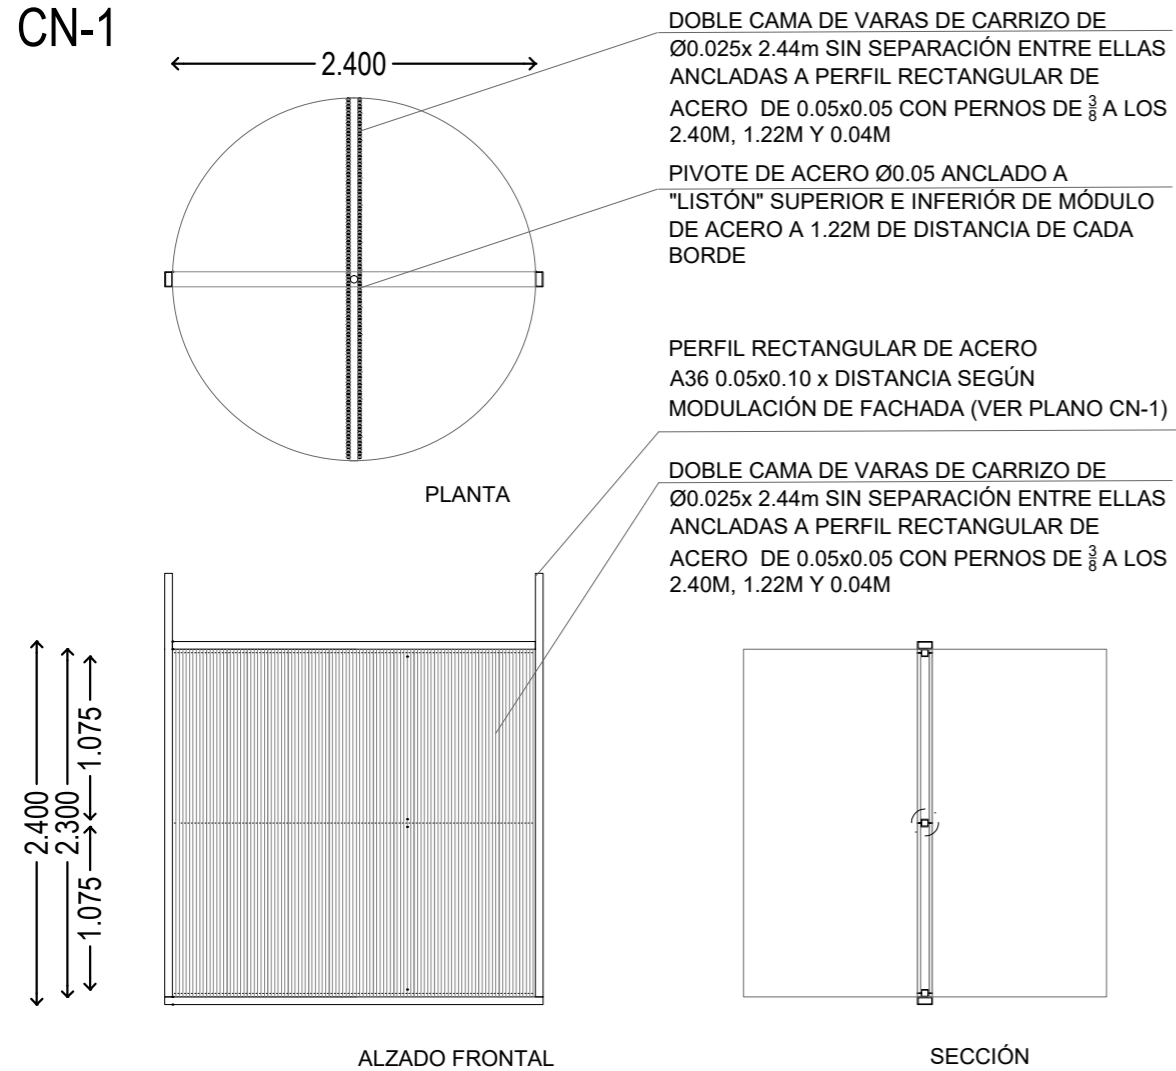 CN-1
2.400
DOBLE CAMA DE VARAS DE CARRIZO DE
Ø0.025x 2.44m SIN SEPARACIÓN ENTRE ELLAS
ANCLADAS A PERFIL RECTANGULAR DE
ACERO DE 0.05x0.05 CON PERNOS DE 3/8 A LOS
2.40M, 1.22M Y 0.04M
PIVOTE DE ACERO Ø0.05 ANCLADO A
"LISTÓN" SUPERIOR E INFERIÓR DE MÓDULO
DE ACERO A 1.22M DE DISTANCIA DE CADA
BORDE
PERFIL RECTANGULAR DE ACERO
A36 0.05x0.10 x DISTANCIA SEGÚN
MODULACIÓN DE FACHADA (VER PLANO CN-1)
PLANTA
DOBLE CAMA DE VARAS DE CARRIZO DE
Ø0.025x 2.44m SIN SEPARACIÓN ENTRE ELLAS
ANCLADAS A PERFIL RECTANGULAR DE
ACERO DE 0.05x0.05 CON PERNOS DE 3/8 A LOS
2.40M, 1.22M Y 0.04M
2.400
2.300
1.075
1.075
ALZADO FRONTAL
SECCIÓN